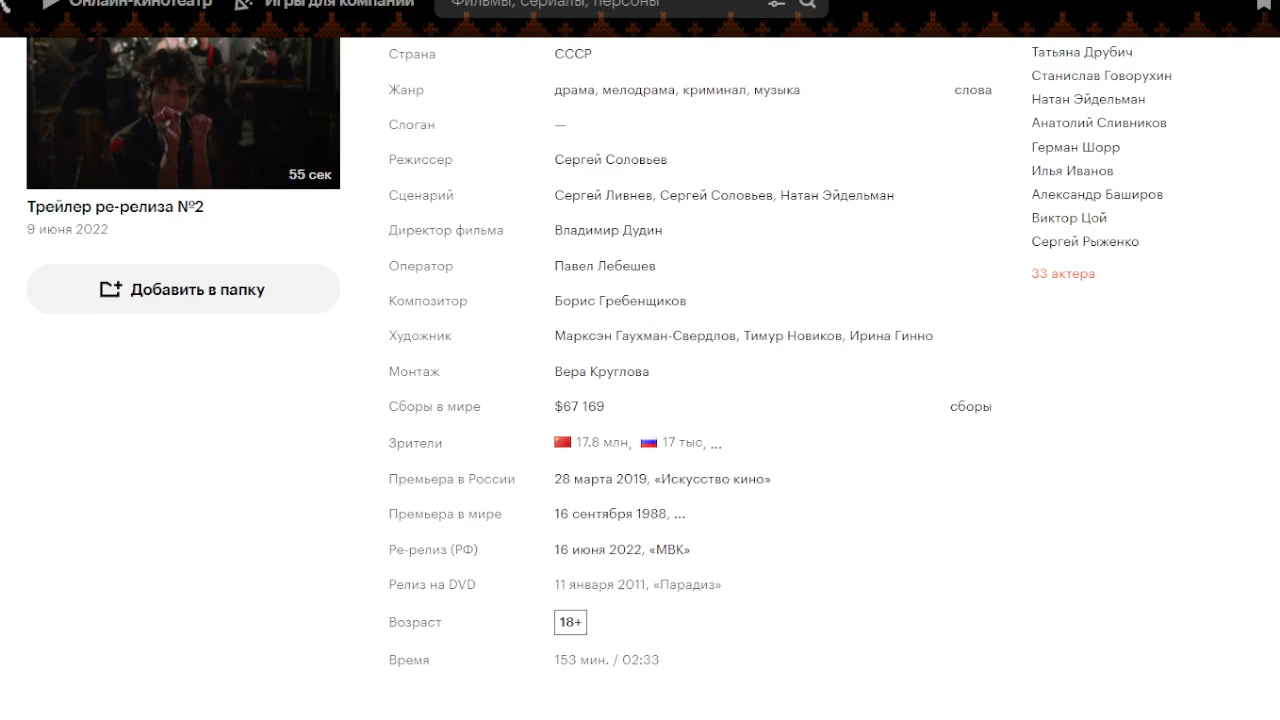 Онлайн-кинотеатр
Игры для компании
Фильмы, сериалы, персоны
55 сек
Трейлер ре-релиза №2
9 июня 2022
Добавить в папку
Страна СССР
Жанр драма, мелодрама, криминал, музыка слова
Слоган —
Режиссер Сергей Соловьев
Сценарий Сергей Ливнев, Сергей Соловьев, Натан Эйдельман
Директор фильма Владимир Дудин
Оператор Павел Лебешев
Композитор Борис Гребенщиков
Художник Марксэн Гаухман-Свердлов, Тимур Новиков, Ирина Гинно
Монтаж Вера Круглова
Сборы в мире $67 169 сборы
Зрители 17.8 млн, 17 тыс, ...
Премьера в России 28 марта 2019, «Искусство кино»
Премьера в мире 16 сентября 1988, ...
Ре-релиз (РФ) 16 июня 2022, «МВК»
Релиз на DVD 11 января 2011, «Парадиз»
Возраст 18+
Время 153 мин. / 02:33
Татьяна Друбич
Станислав Говорухин
Натан Эйдельман
Анатолий Сливников
Герман Шорр
Илья Иванов
Александр Баширов
Виктор Цой
Сергей Рыженко
33 актера